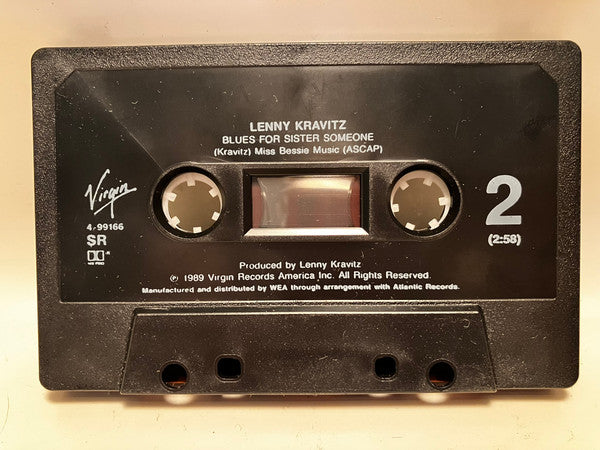 LENNY KRAVITZ
BLUES FOR SISTER SOMEONE
(Kravitz) Miss Bessie Music (ASCAP)
Virgin
4-99166
SR
2
(2:58)
Produced by Lenny Kravitz
℗ 1989 Virgin Records America Inc. All Rights Reserved.
Manufactured and distributed by WEA through arrangement with Atlantic Records.